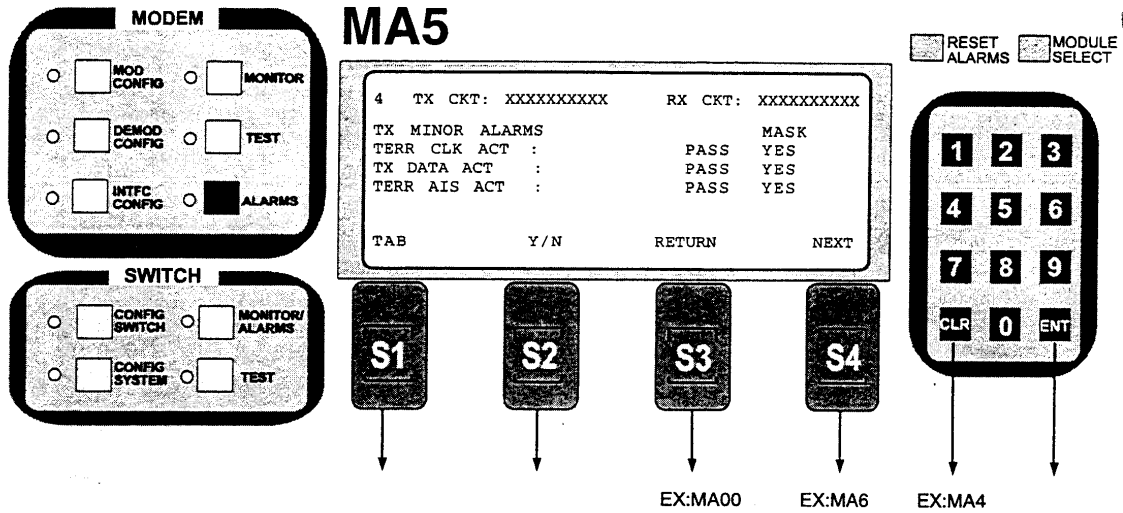 MODEM
MOD CONFIG
MONITOR
DEMOD CONFIG
TEST
INTFC CONFIG
ALARMS
SWITCH
CONFIG SWITCH
MONITOR/ ALARMS
CONFIG SYSTEM
TEST
MA5
4 TX CKT: XXXXXXXXXX RX CKT: XXXXXXXXXX
TX MINOR ALARMS MASK
TERR CLK ACT : PASS YES
TX DATA ACT : PASS YES
TERR AIS ACT : PASS YES
TAB Y/N RETURN NEXT
S1 S2 S3 S4
RESET ALARMS
MODULE SELECT
1 2 3
4 5 6
7 8 9
CLR 0 ENT
EX:MA00 EX:MA6 EX:MA4